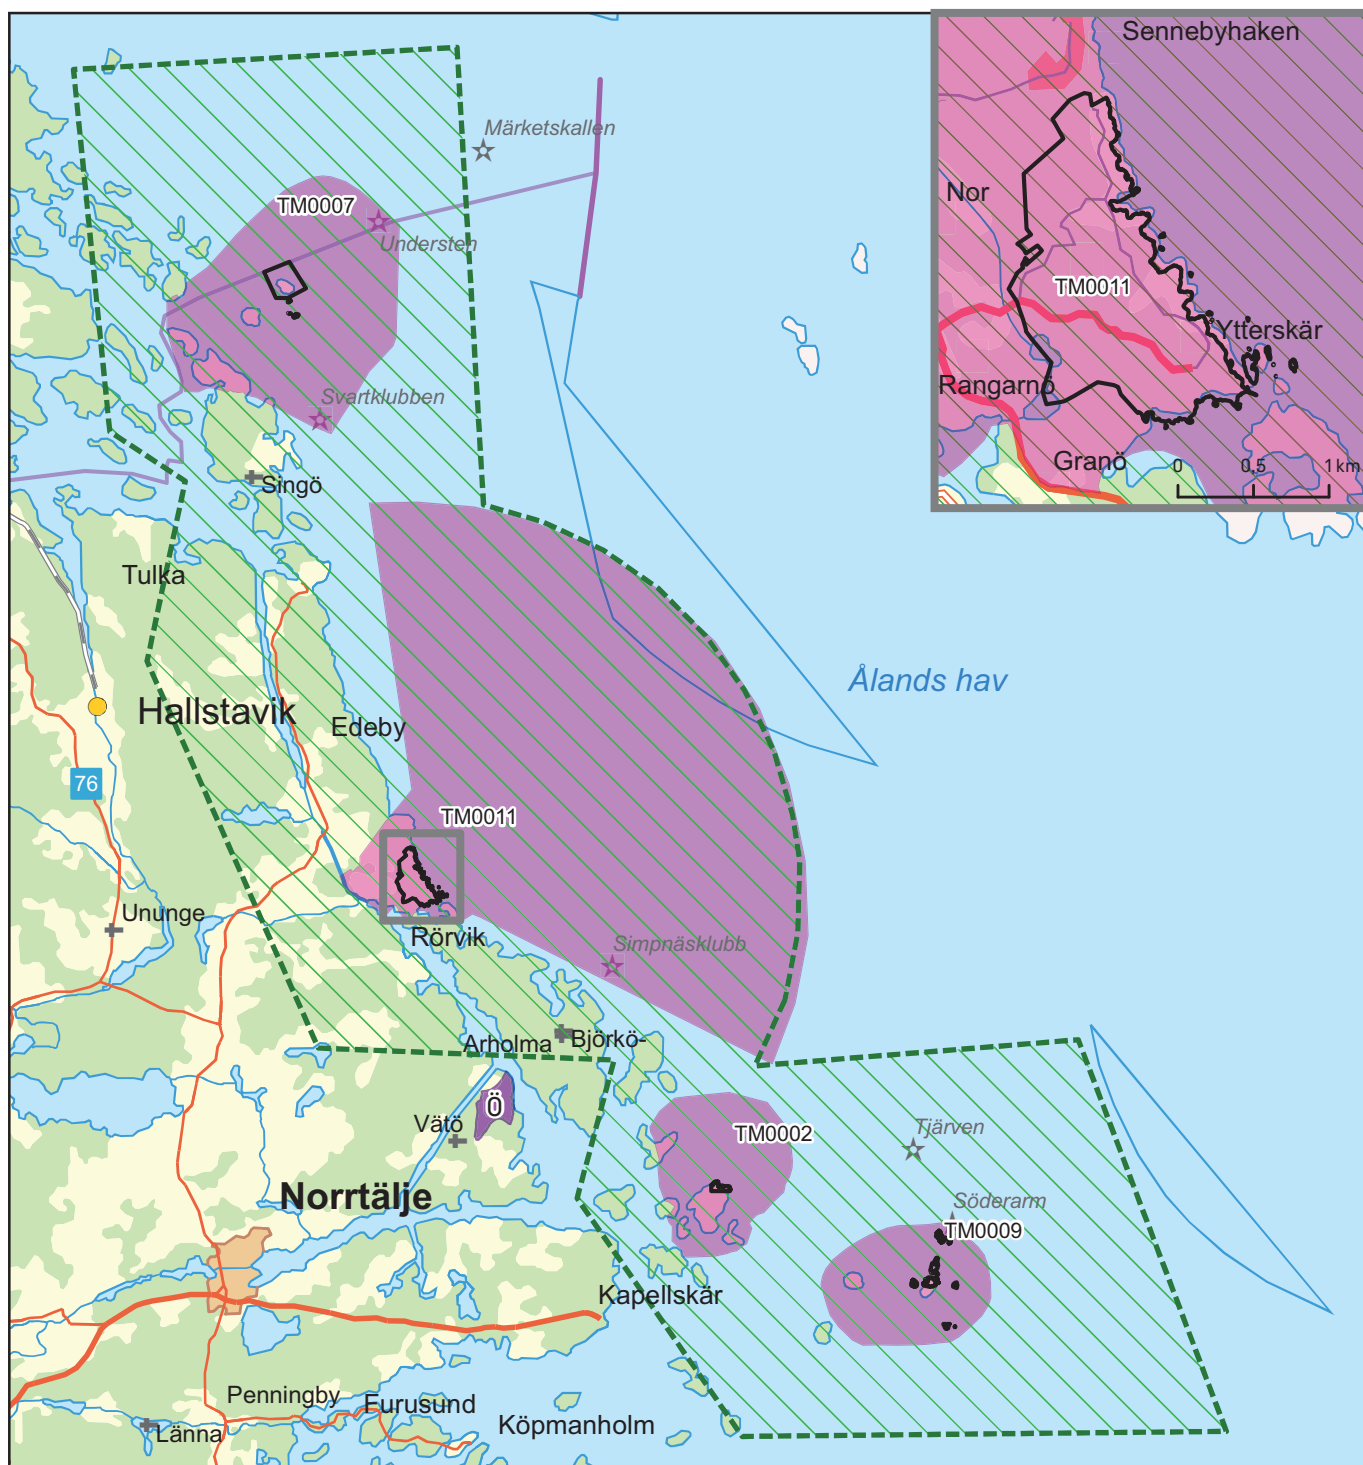 Sennebyhaken
Märketskallen
Nor
TM0007
Understen
TM0011
Ytterskär
Rangarnö
Svartklubben
Granö
0 0,5 1 km
Singö
Tulka
Ålands hav
Hallstavik
Edeby
76
TM0011
Ununge
Rörvik
Simpnäsklubb
Arholma
Björkö-
Ö
Vätö
TM0002
Tjärven
Norrtälje
Söderarm
TM0009
Kapellskär
Penningby
Furusund
Köpmanholm
Länna